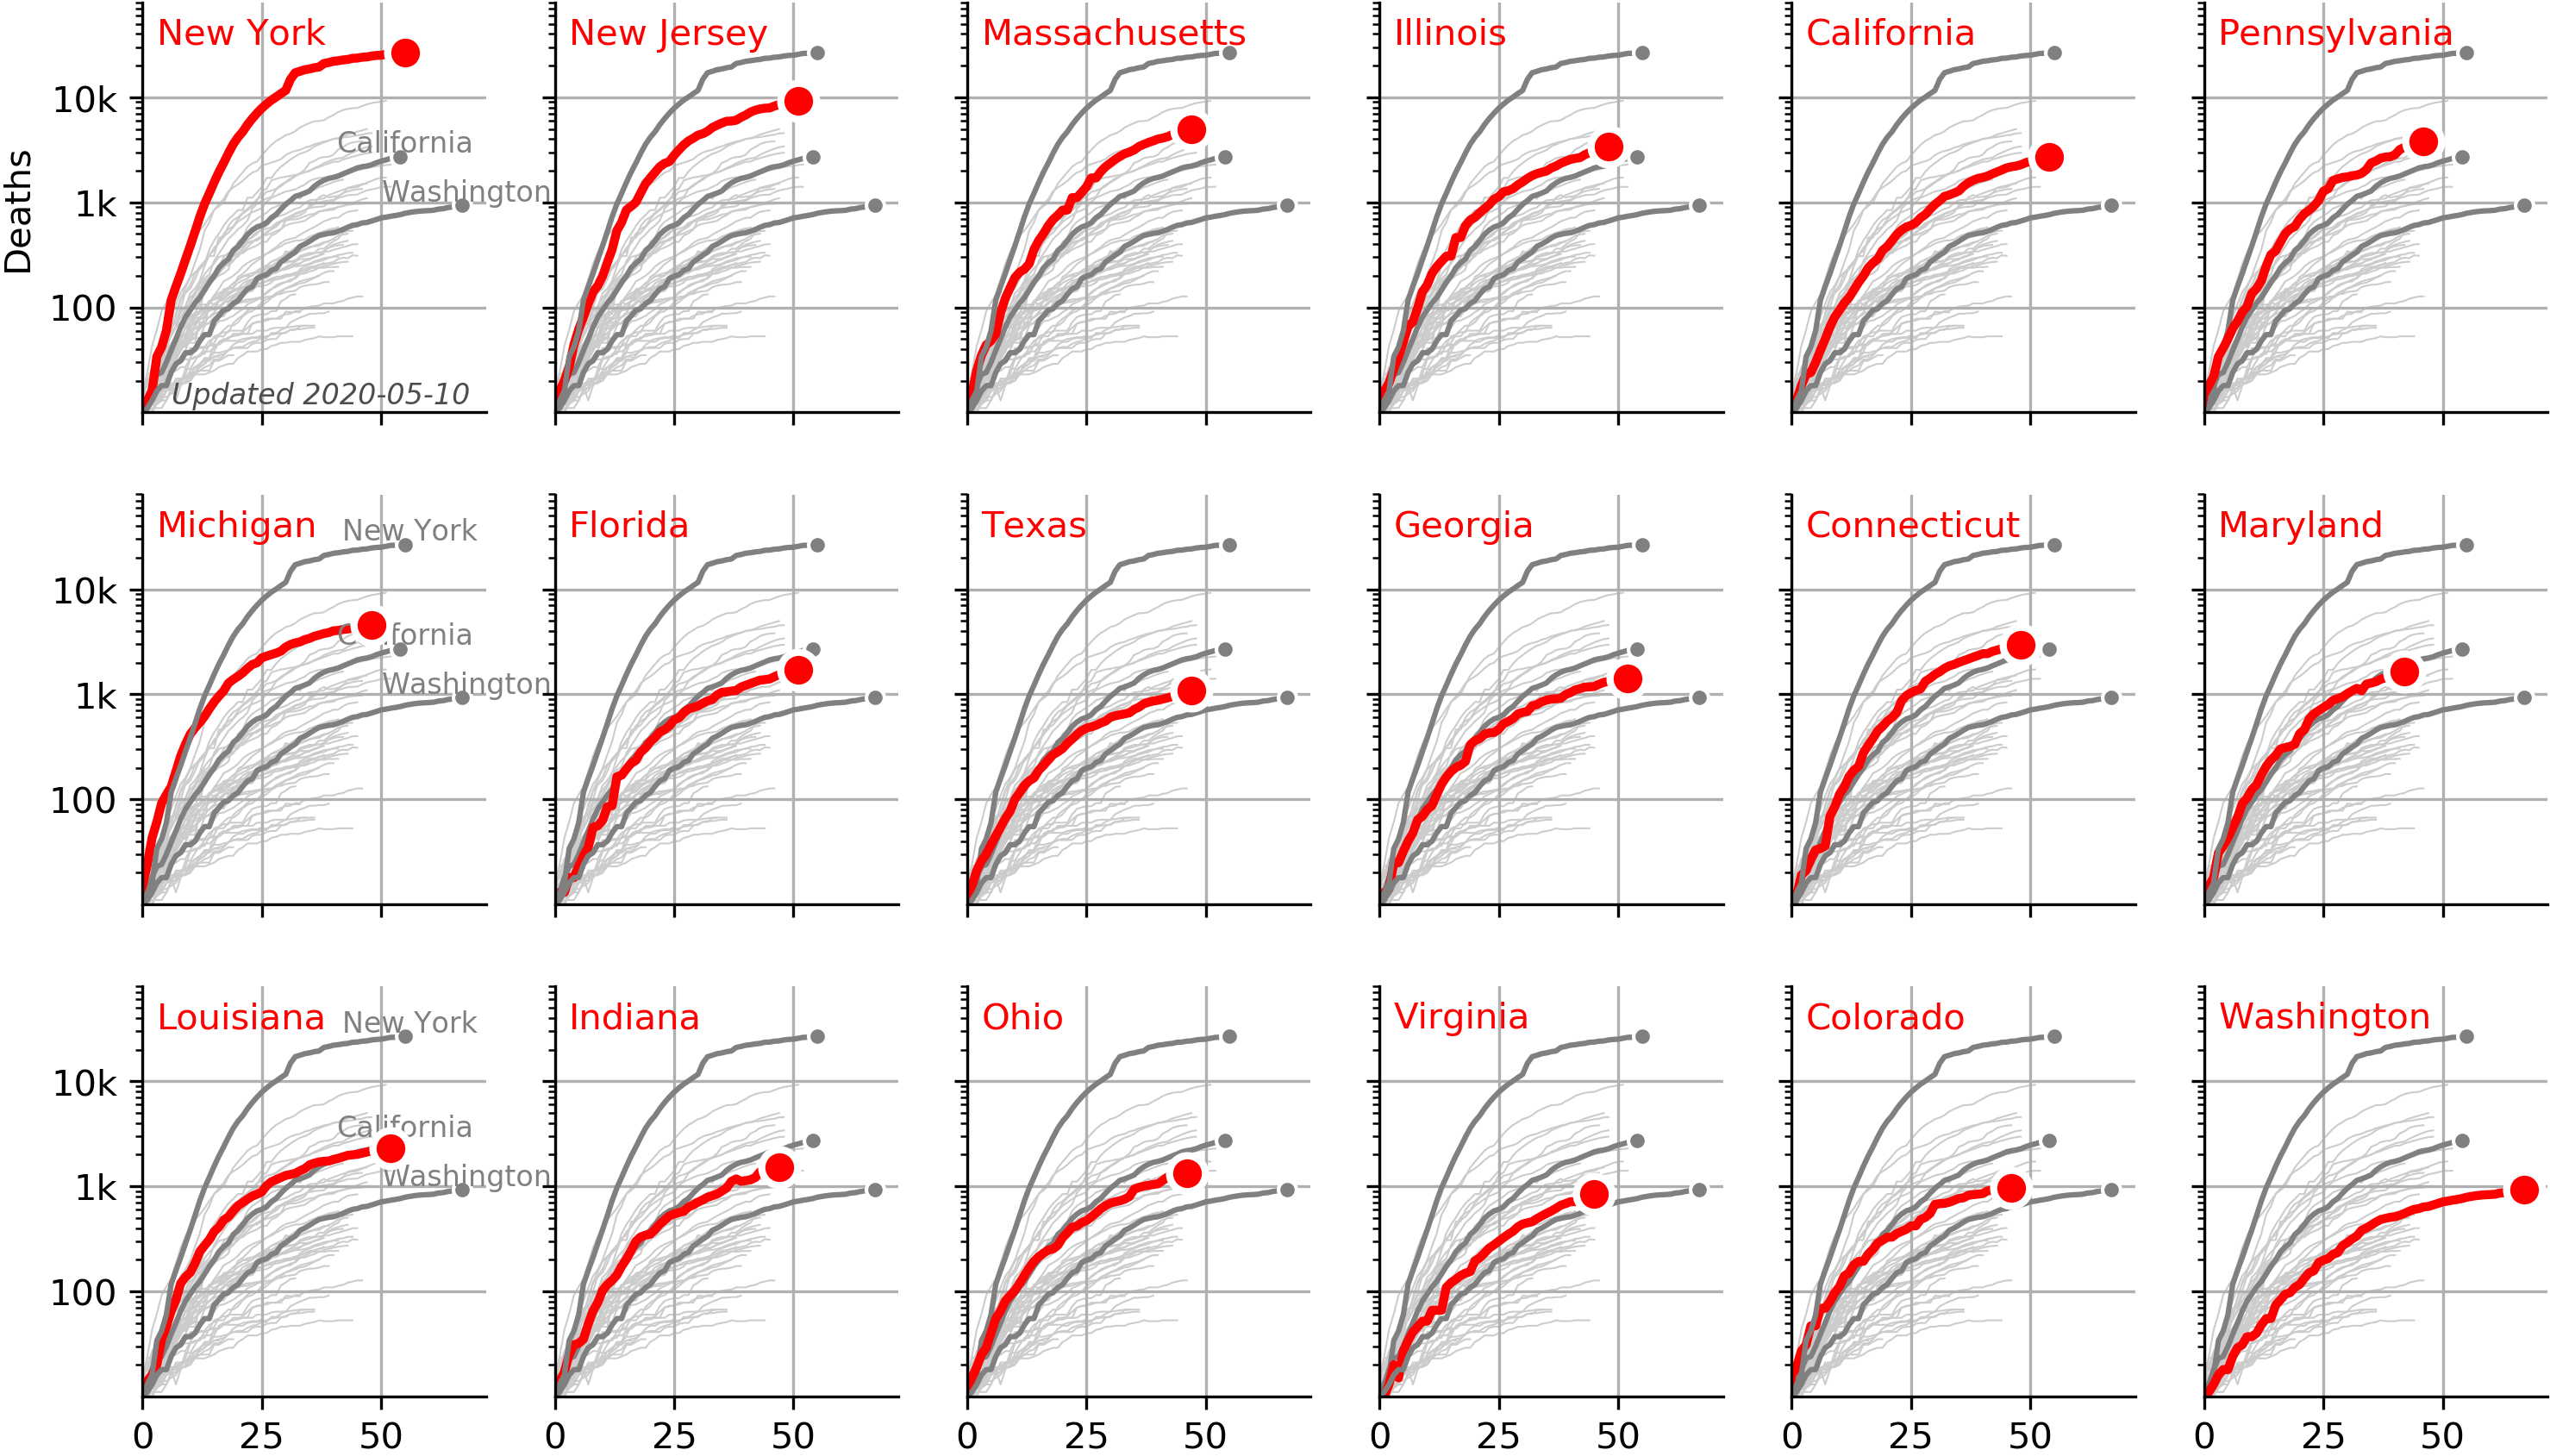 New York New Jersey Massachusetts Illinois California Pennsylvania
10k
California
Washington
1k
Deaths
100
Updated 2020-05-10
Michigan New York Florida Texas Georgia Connecticut Maryland
10k
California
Washington
1k
100
Louisiana New York Indiana Ohio Virginia Colorado Washington
10k
California
Washington
1k
100
0 25 50 0 25 50 0 25 50 0 25 50 0 25 50 0 25 50